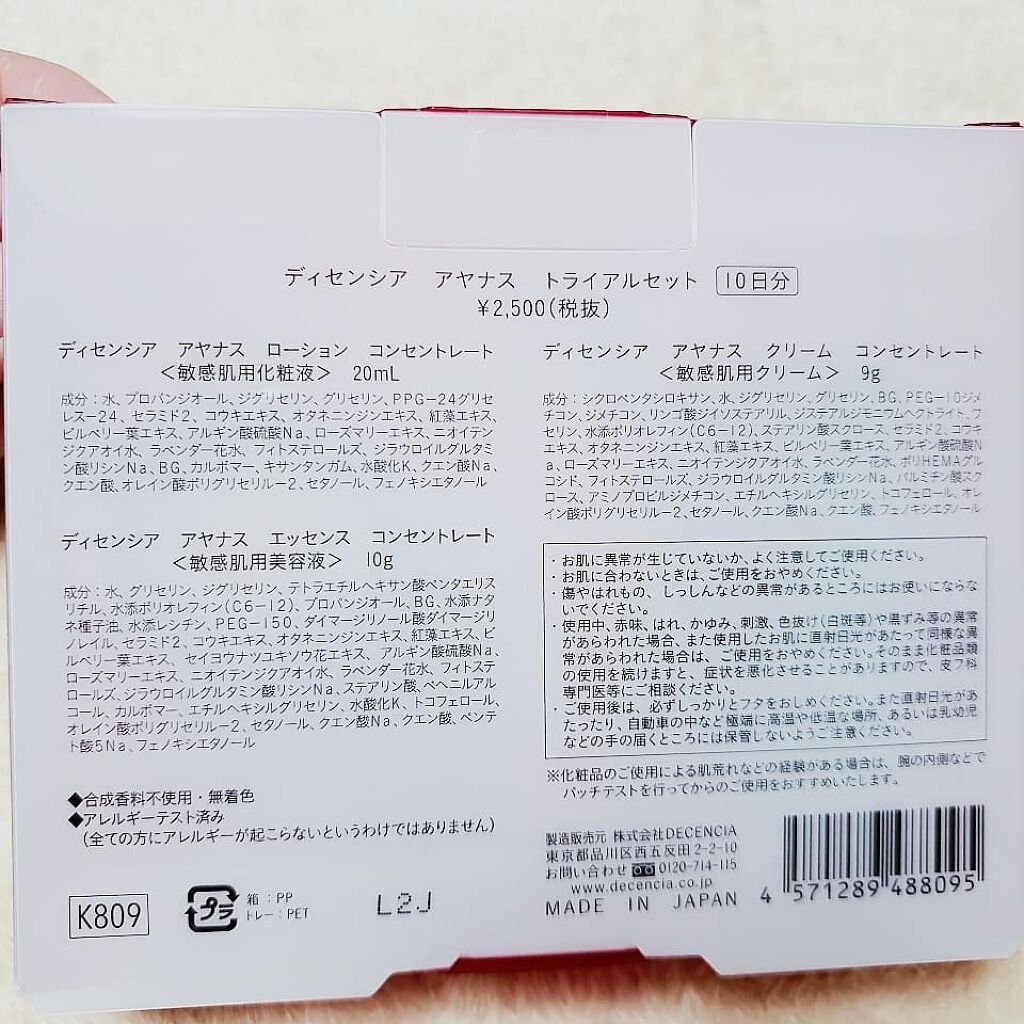 ディセンシア アヤナス トライアルセット 10日分
¥2,500(税抜)
ディセンシア アヤナス ローション コンセントレート
<敏感肌用化粧液> 20mL
成分:水、プロパンジオール、ジグリセリン、グリセリン、PPG-24グリセ
レス-24、セラミド2、コウキエキス、オタネニンジンエキス、紅藻エキス、
ビルベリー葉エキス、アルギン酸硫酸Na、ローズマリーエキス、ニオイテン
ジクアオイ水、ラベンダー花水、フィトステロールズ、ジラウロイルグルタミ
ン酸リシンNa、BG、カルボマー、キサンタンガム、水酸化K、クエン酸Na、
クエン酸、オレイン酸ポリグリセリル-2、セタノール、フェノキシエタノール
ディセンシア アヤナス エッセンス コンセントレート
<敏感肌用美容液> 10g
成分:水、グリセリン、ジグリセリン、テトラエチルヘキサン酸ペンタエリス
リチル、水添ポリオレフィン(C6-12)、プロパンジオール、BG、水添ナタ
ネ種子油、水添レシチン、PEG-150、ダイマージリノール酸ダイマージリ
ノレイル、セラミド2、コウキエキス、オタネニンジンエキス、紅藻エキス、ビ
ルベリー葉エキス、セイヨウナツユキソウ花エキス、アルギン酸硫酸Na、
ローズマリーエキス、ニオイテンジクアオイ水、ラベンダー花水、フィトステ
ロールズ、ジラウロイルグルタミン酸リシンNa、ステアリン酸、ベヘニルアル
コール、カルボマー、エチルヘキシルグリセリン、水酸化K、トコフェロール、
オレイン酸ポリグリセリル-2、セタノール、クエン酸Na、クエン酸、ペンテ
ト酸5Na、フェノキシエタノール
◆合成香料不使用・無着色
◆アレルギーテスト済み
(全ての方にアレルギーが起こらないというわけではありません)
K809
プラ
箱:PP
トレー:PET
L2J
ディセンシア アヤナス クリーム コンセントレート
<敏感肌用クリーム> 9g
成分:シクロペンタシロキサン、水、ジグリセリン、グリセリン、BG、PEG-10ジメ
チコン、ジメチコン、リンゴ酸ジイソステアリル、ジステアルジモニウムヘクトライト、ワ
セリン、水添ポリオレフィン(C6-12)、ステアリン酸スクロース、セラミド2、コウキ
エキス、オタネニンジンエキス、紅藻エキス、ビルベリー葉エキス、アルギン酸硫酸N
a、ローズマリーエキス、ニオイテンジクアオイ水、ラベンダー花水、ポリHEMAグル
コシド、フィトステロールズ、ジラウロイルグルタミン酸リシンNa、パルミチン酸スク
ロース、アミノプロピルジメチコン、エチルヘキシルグリセリン、トコフェロール、オレ
イン酸ポリグリセリル-2、セタノール、クエン酸Na、クエン酸、フェノキシエタノール
・お肌に異常が生じていないか、よく注意してご使用ください。
・お肌に合わないときは、ご使用をおやめください。
・傷やはれもの、しっしんなどの異常があるところにはお使いにならな
いでください。
・使用中、赤味、はれ、かゆみ、刺激、色抜け(白斑等)や黒ずみ等の異常
があらわれた場合、また使用したお肌に直射日光があたって同様な異
常があらわれた場合は、ご使用をおやめください。そのまま化粧品類
の使用を続けますと、症状を悪化させることがありますので、皮フ科
専門医等にご相談ください。
・ご使用後は、必ずしっかりとフタをおしめください。また直射日光があ
たったり、自動車の中など極端に高温や低温な場所、あるいは乳幼児
などの手の届くところには保管しないようご注意ください。
※化粧品のご使用による肌荒れなどの経験がある場合は、腕の内側などで
パッチテストを行ってからのご使用をおすすめいたします。
製造販売元 株式会社DECENCIA
東京都品川区西五反田2-2-10
お問い合わせ 0120-714-115
www.decencia.co.jp
MADE IN JAPAN
4 571289 488095